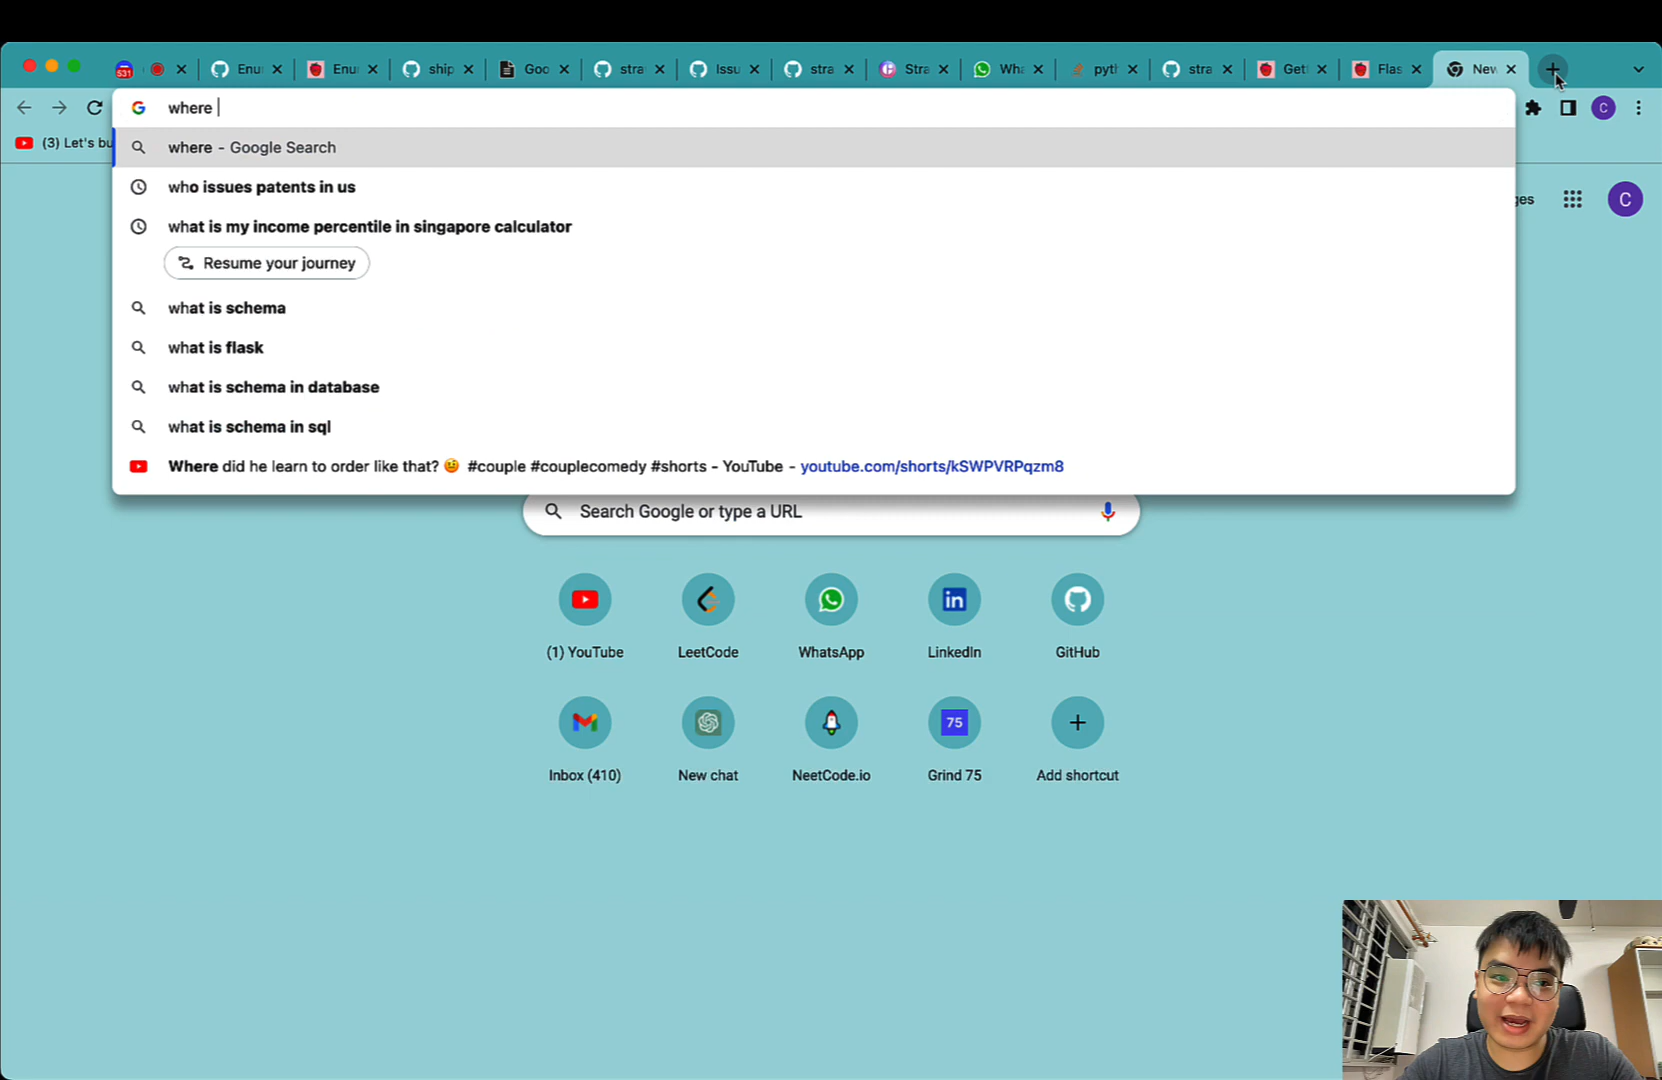 531
Enu
Enu
ship
Goo
stra
Issu
stra
Stra
Wha
pyth
stra
Get
Flas
New
where
C
(3) Let's bu
where - Google Search
who issues patents in us
what is my income percentile in singapore calculator
Resume your journey
what is schema
what is flask
what is schema in database
what is schema in sql
Where did he learn to order like that? 🤨 #couple #couplecomedy #shorts - YouTube - youtube.com/shorts/kSWPVRPqzm8
ges
C
Search Google or type a URL
(1) YouTube
LeetCode
WhatsApp
in
LinkedIn
GitHub
Inbox (410)
New chat
NeetCode.io
75
Grind 75
Add shortcut